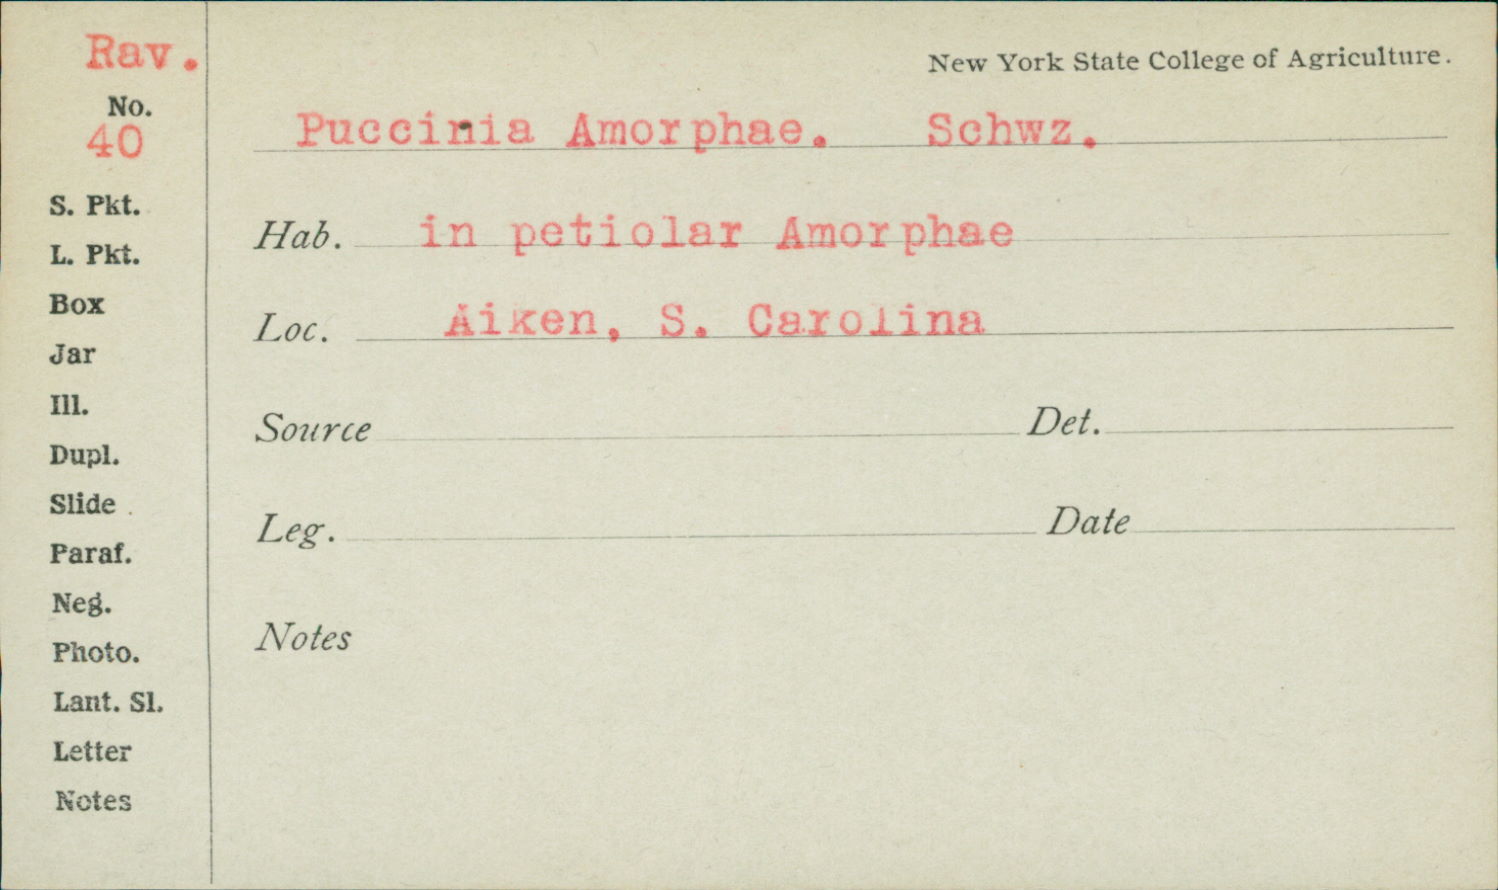 Rav.
New York State College of Agriculture.
No.
40
Puccinia Amorphae. Schwz.
S. Pkt.
Hab. in petiolar Amorphae
L. Pkt.
Box
Loc. Aiken, S. Carolina
Jar
Ill.
Source Det.
Dupl.
Slide
Leg. Date
Paraf.
Neg.
Notes
Photo.
Lant. Sl.
Letter
Notes